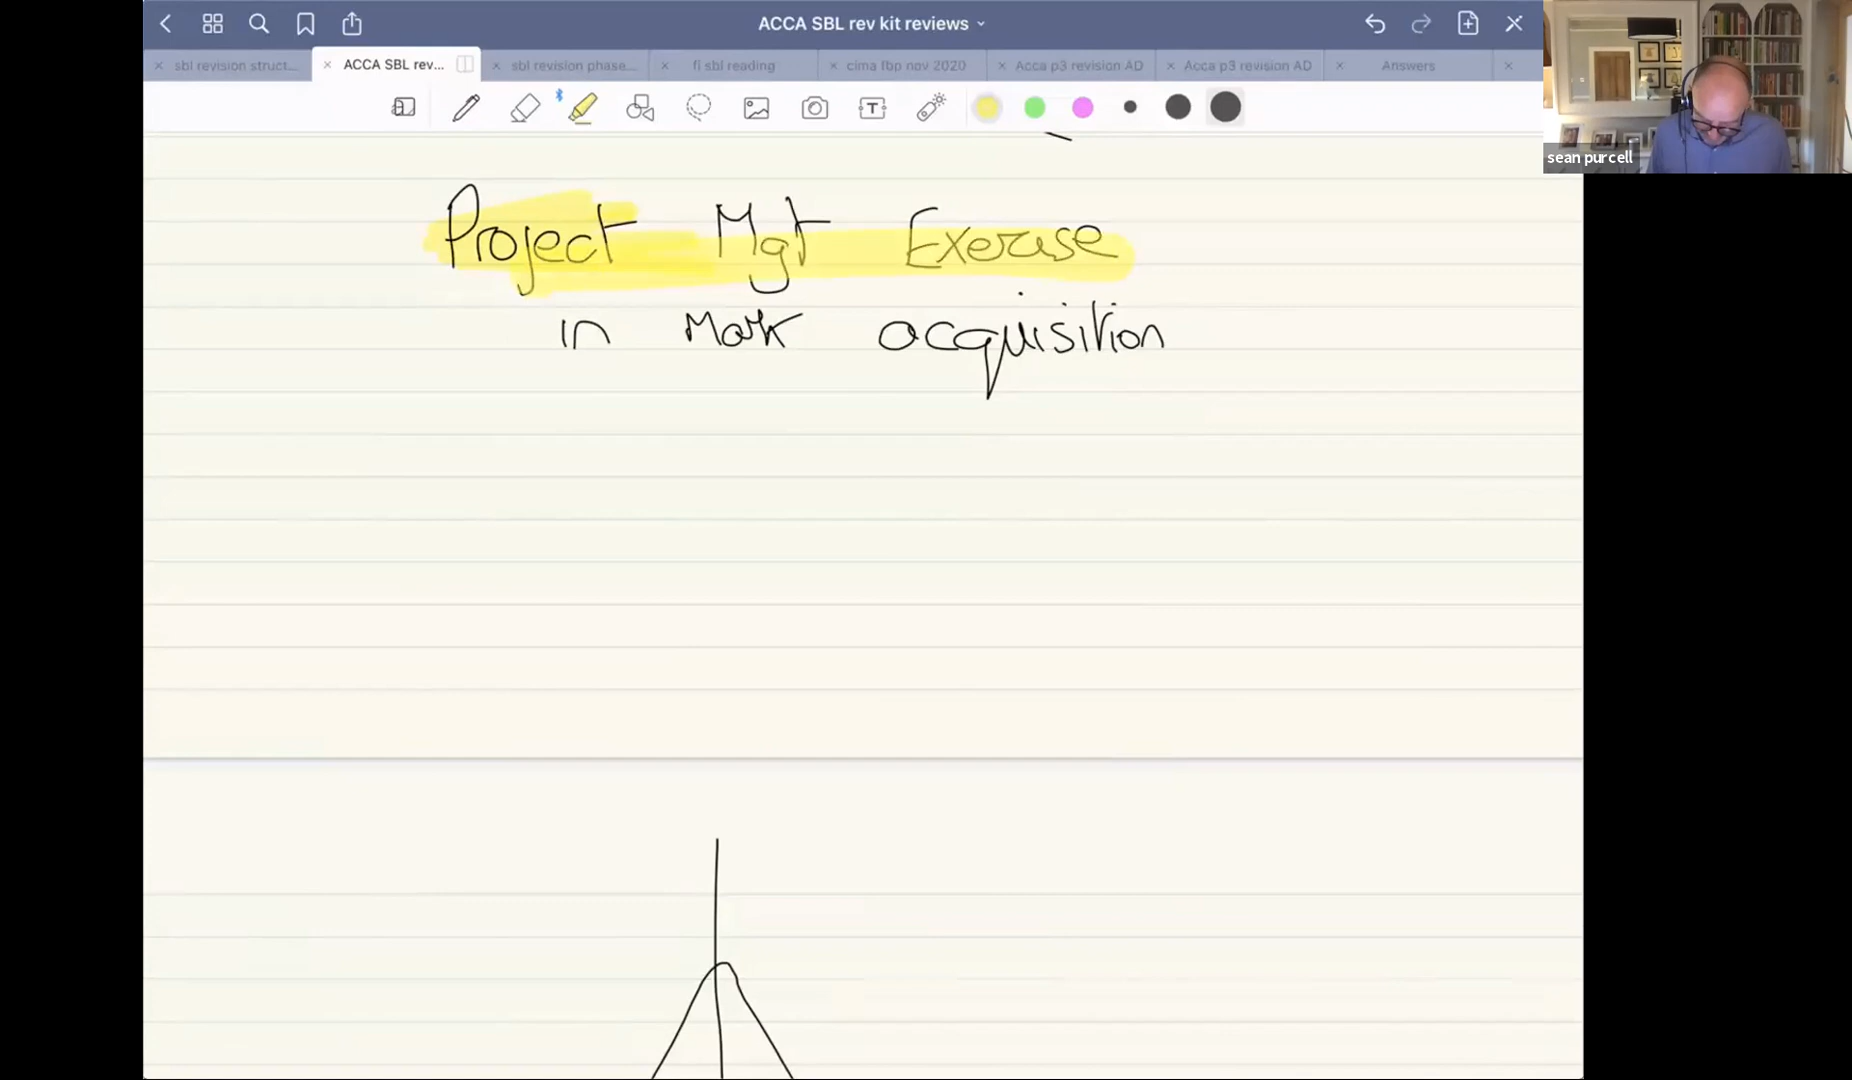 ACCA SBL rev kit reviews
sbl revision struct...
ACCA SBL rev...
sbl revision phase...
fi sbl reading
cima fbp nov 2020
Acca p3 revision AD
Acca p3 revision AD
Answers
sean purcell
Project Mgt Exercise
in Mark acquisition